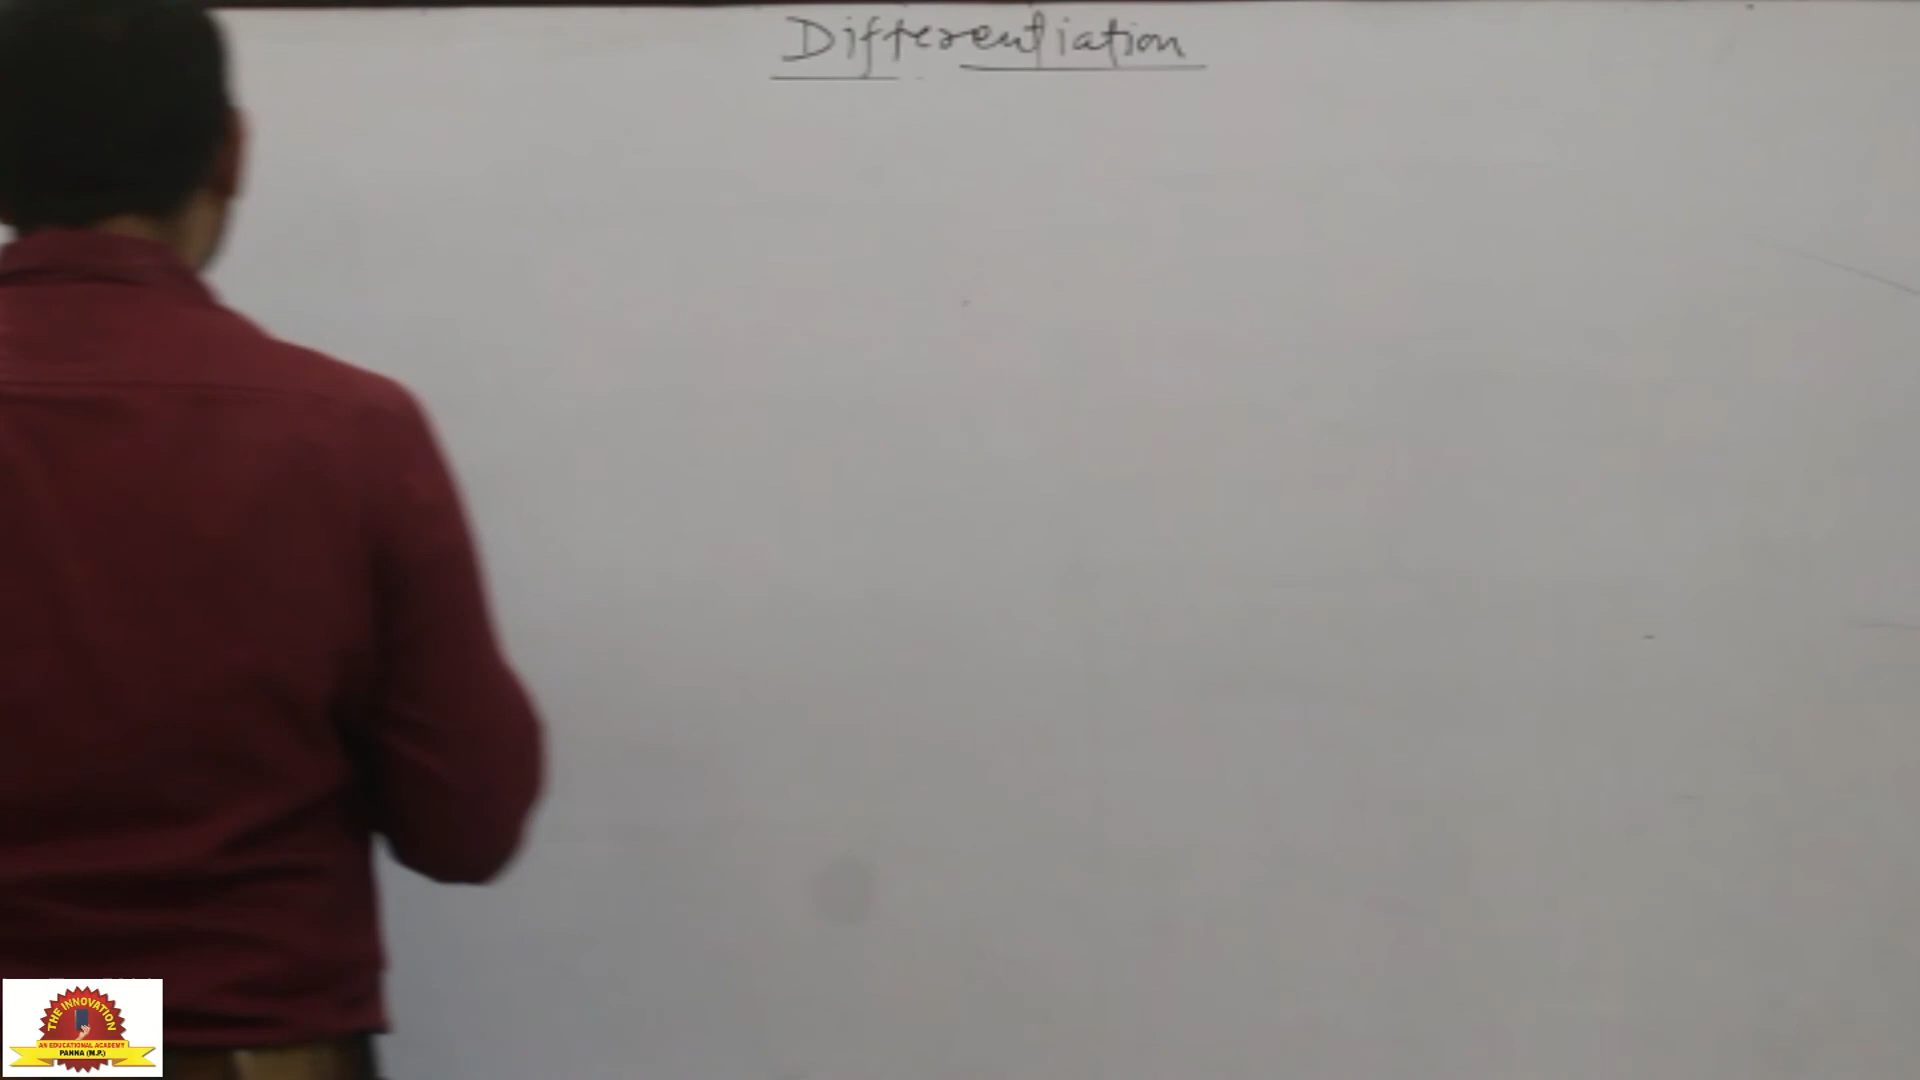 Differentiation
THE INNOVATION
AN EDUCATIONAL ACADEMY
PANNA (M.P.)